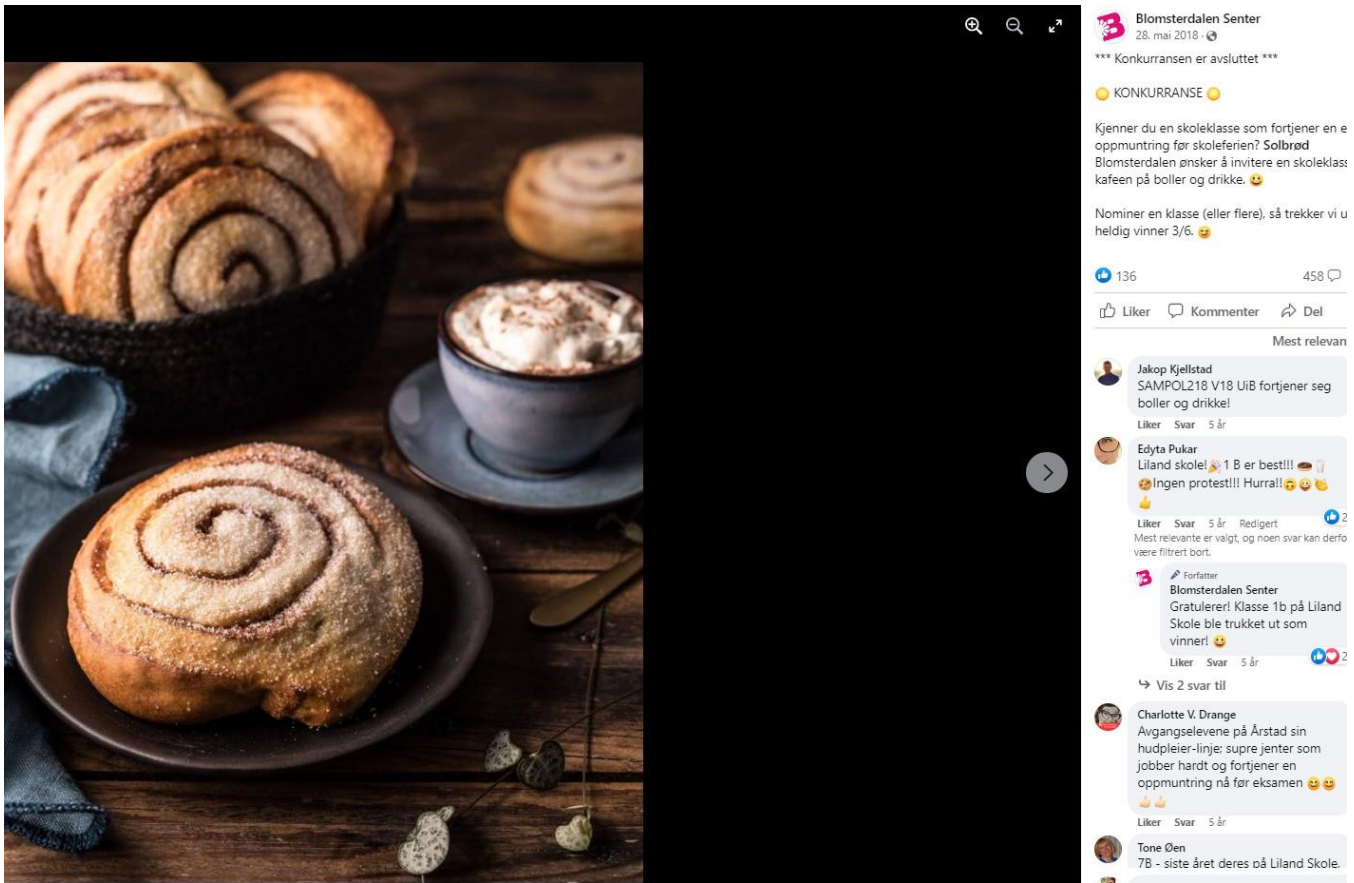 Blomsterdalen Senter
28. mai 2018 ·
*** Konkurransen er avsluttet ***
🌞 KONKURRANSE 🌞
Kjenner du en skoleklasse som fortjener en e
oppmuntring før skoleferien? Solbrød
Blomsterdalen ønsker å invitere en skoleklass
kafeen på boller og drikke. 😃
Nominer en klasse (eller flere), så trekker vi u
heldig vinner 3/6. 😄
136
458
Liker Kommenter Del
Mest relevan
Jakop Kjellstad
SAMPOL218 V18 UiB fortjener seg
boller og drikke!
Liker Svar 5 år
Edyta Pukar
Liland skole!🎉1 B er best!!! 🍩🥛
🍪Ingen protest!!! Hurra!!🙃😀👏
👍
Liker Svar 5 år Redigert
2
Mest relevante er valgt, og noen svar kan derfo
være filtrert bort.
Forfatter
Blomsterdalen Senter
Gratulerer! Klasse 1b på Liland
Skole ble trukket ut som
vinner! 😃
Liker Svar 5 år
2
Vis 2 svar til
Charlotte V. Drange
Avgangselevene på Årstad sin
hudpleier-linje; supre jenter som
jobber hardt og fortjener en
oppmuntring nå før eksamen 😊😊
👍🏻👍🏻
Liker Svar 5 år
Tone Øen
7B - siste året deres på Liland Skole.